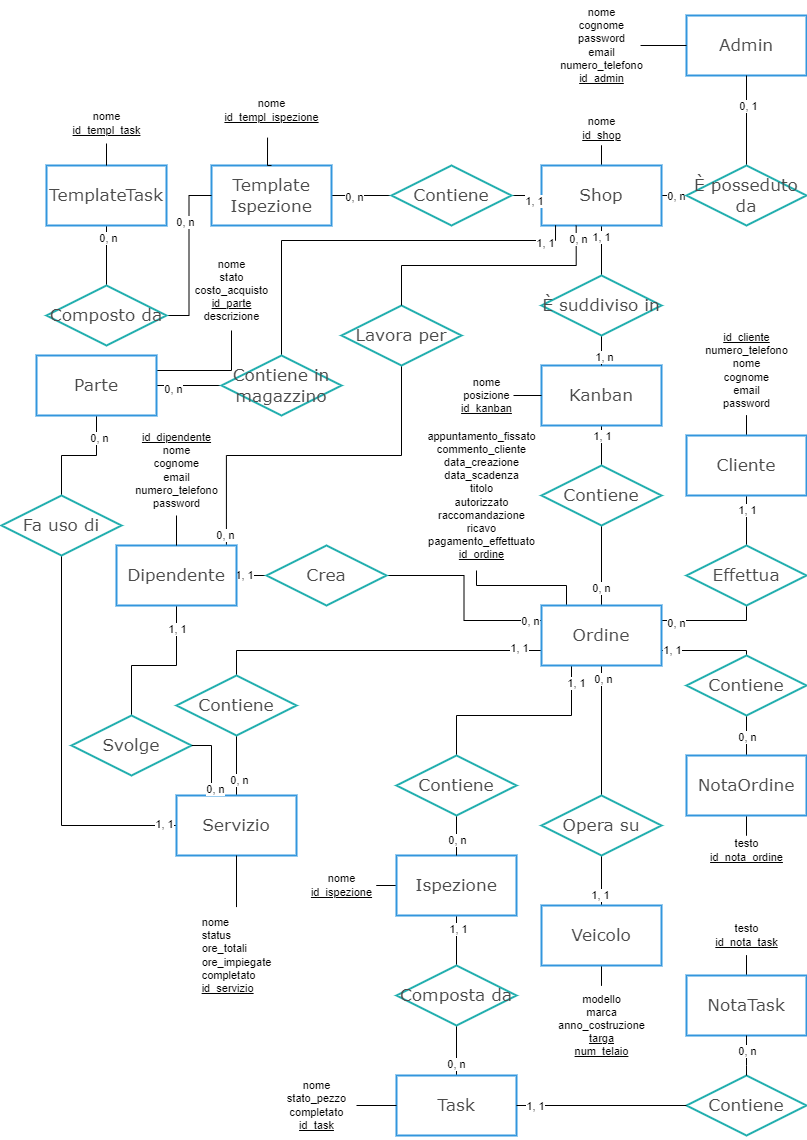 nome
cognome
password
email
numero_telefono
id_admin
Admin
0, 1
nome
id_templ_task
nome
id_templ_ispezione
nome
id_shop
TemplateTask
Template
Ispezione
0, n
Contiene
1, 1
Shop
0, n
È posseduto
da
0, n
0, n
1, 1
0, n
1, 1
nome
stato
costo_acquisto
id_parte
descrizione
Composto da
È suddiviso in
Lavora per
1, n
Parte
0, n
Contiene in
magazzino
nome
posizione
id_kanban
Kanban
id_cliente
numero_telefono
nome
cognome
email
password
0, n
1, 1
id_dipendente
nome
cognome
email
numero_telefono
password
appuntamento_fissato
commento_cliente
data_creazione
data_scadenza
titolo
autorizzato
raccomandazione
ricavo
pagamento_effettuato
id_ordine
Contiene
Cliente
1, 1
Fa uso di
0, n
Dipendente
1, 1
Crea
0, n
Effettua
0, n
Ordine
0, n
1, 1
1, 1
1, 1
1, 1
0, n
Contiene
Contiene
Svolge
0, n
0, n
0, n
Contiene
NotaOrdine
1, 1
Servizio
0, n
Opera su
testo
id_nota_ordine
nome
id_ispezione
Ispezione
1, 1
nome
status
ore_totali
ore_impiegate
completato
id_servizio
1, 1
Veicolo
testo
id_nota_task
Composta da
modello
marca
anno_costruzione
targa
num_telaio
NotaTask
0, n
0, n
nome
stato_pezzo
completato
id_task
Task
1, 1
Contiene